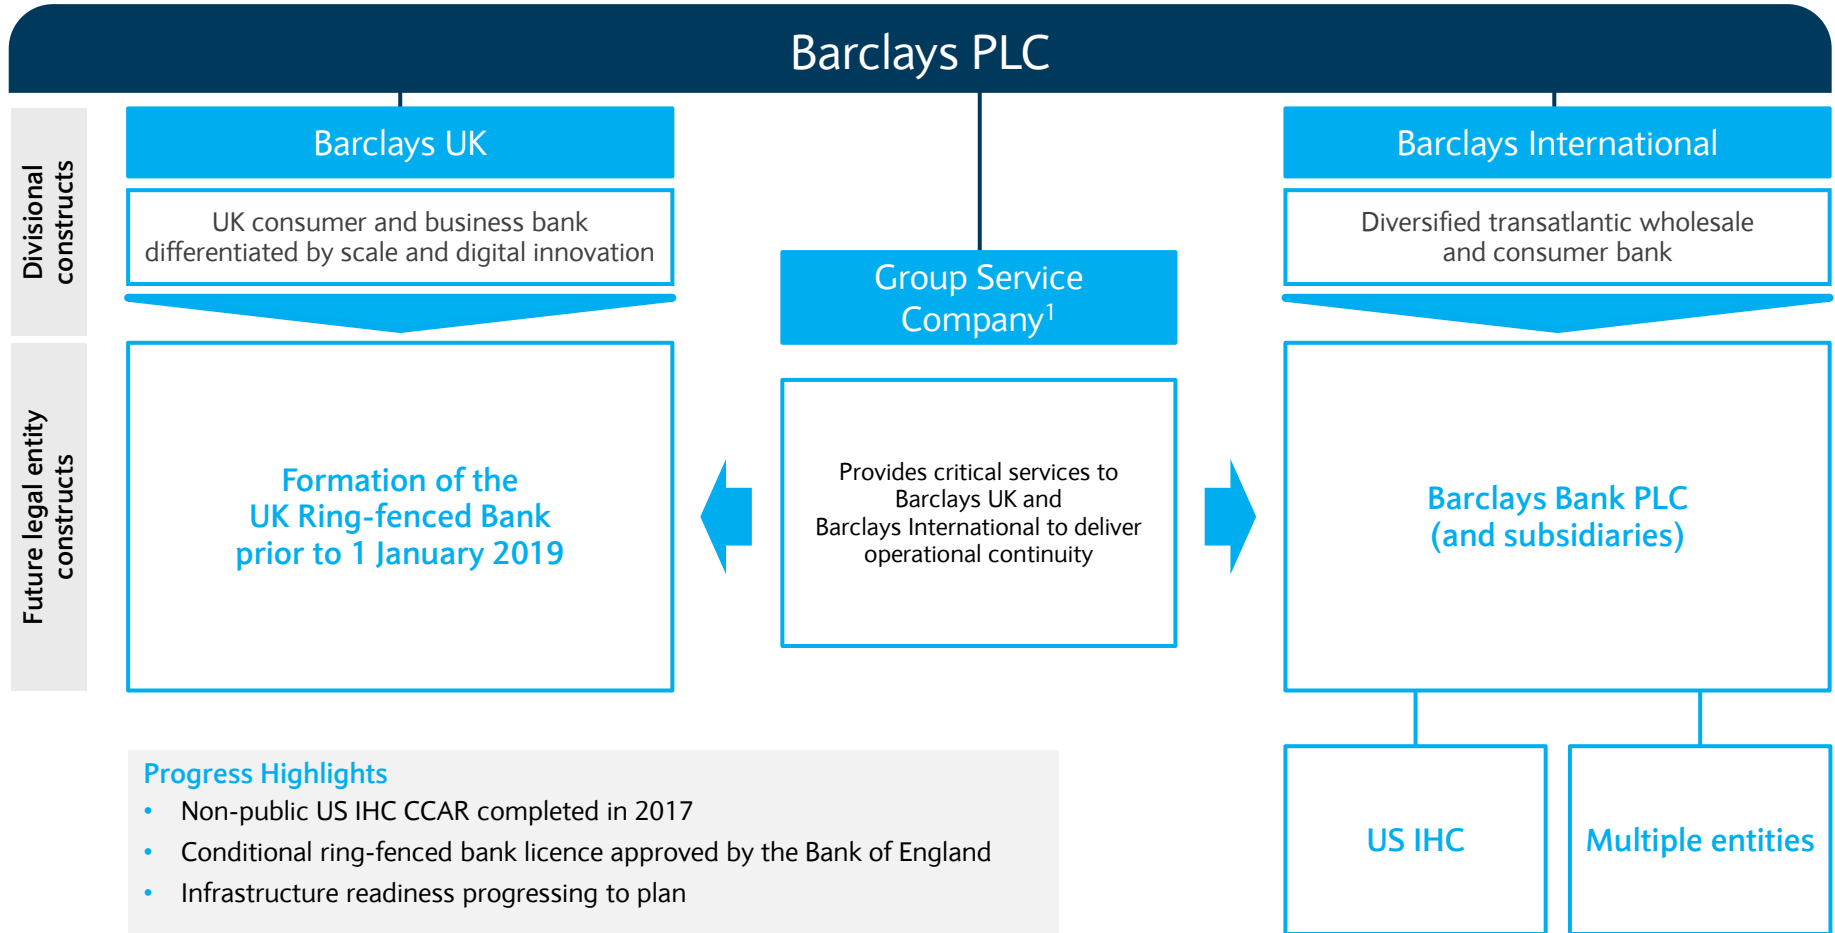 Barclays PLC
Divisional
constructs
Barclays UK
UK consumer and business bank
differentiated by scale and digital innovation
Group Service
Company1
Barclays International
Diversified transatlantic wholesale
and consumer bank
Future legal entity
constructs
Formation of the
UK Ring-fenced Bank
prior to 1 January 2019
Provides critical services to
Barclays UK and
Barclays International to deliver
operational continuity
Barclays Bank PLC
(and subsidiaries)
US IHC
Multiple entities
Progress Highlights
• Non-public US IHC CCAR completed in 2017
• Conditional ring-fenced bank licence approved by the Bank of England
• Infrastructure readiness progressing to plan